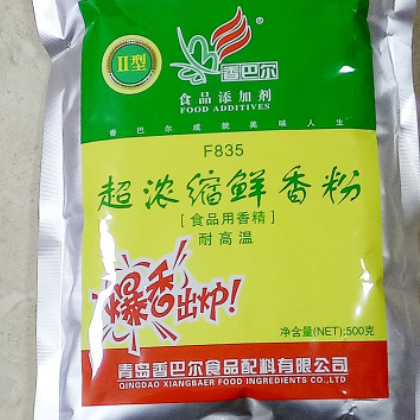 II型
香巴尔®
食品添加剂
FOOD ADDITIVES
香巴尔成就美味人生
F835
超浓缩鲜香粉
[食品用香精]
耐高温
爆香出炉!
净含量(NET):500克
青岛香巴尔食品配料有限公司
QINGDAO XIANGBAER FOOD INGREDIENTS CO.,LTD